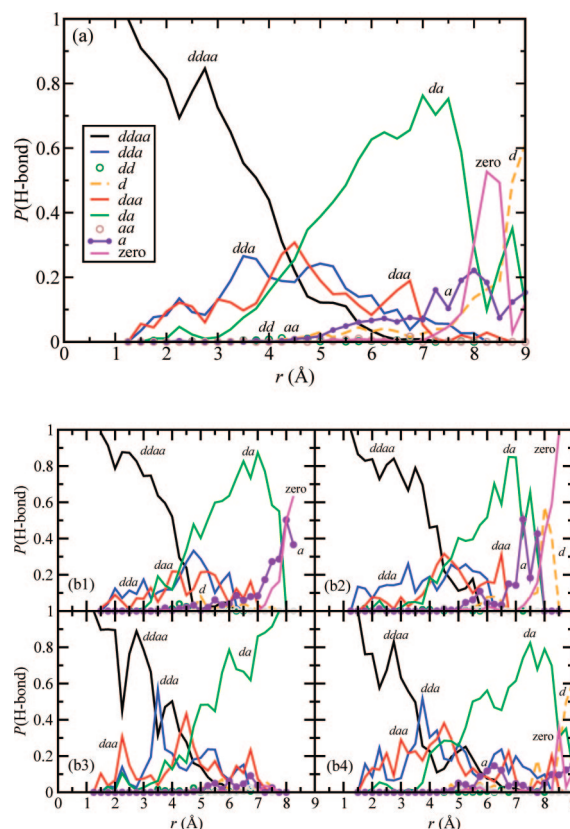 (a)
1
0.8
0.6
0.4
0.2
0
P(H-bond)
ddaa
da
zero
d
ddaa
dda
dd
d
daa
da
aa
a
zero
dda
daa
a
dd aa
0 1 2 3 4 5 6 7 8 9
r (Å)
1
0.8
0.6
0.4
0.2
P(H-bond)
ddaa
da
zero
a
dda
daa
d
(b1)
ddaa
da
zero
d
dda
daa
a
(b2)
1
0.8
0.6
0.4
0.2
0
P(H-bond)
ddaa
da
dda
daa
(b3)
0 1 2 3 4 5 6 7 8
r (Å)
ddaa
da
d
dda
zero
daa
a
(b4)
9 1 2 3 4 5 6 7 8 9
r (Å)